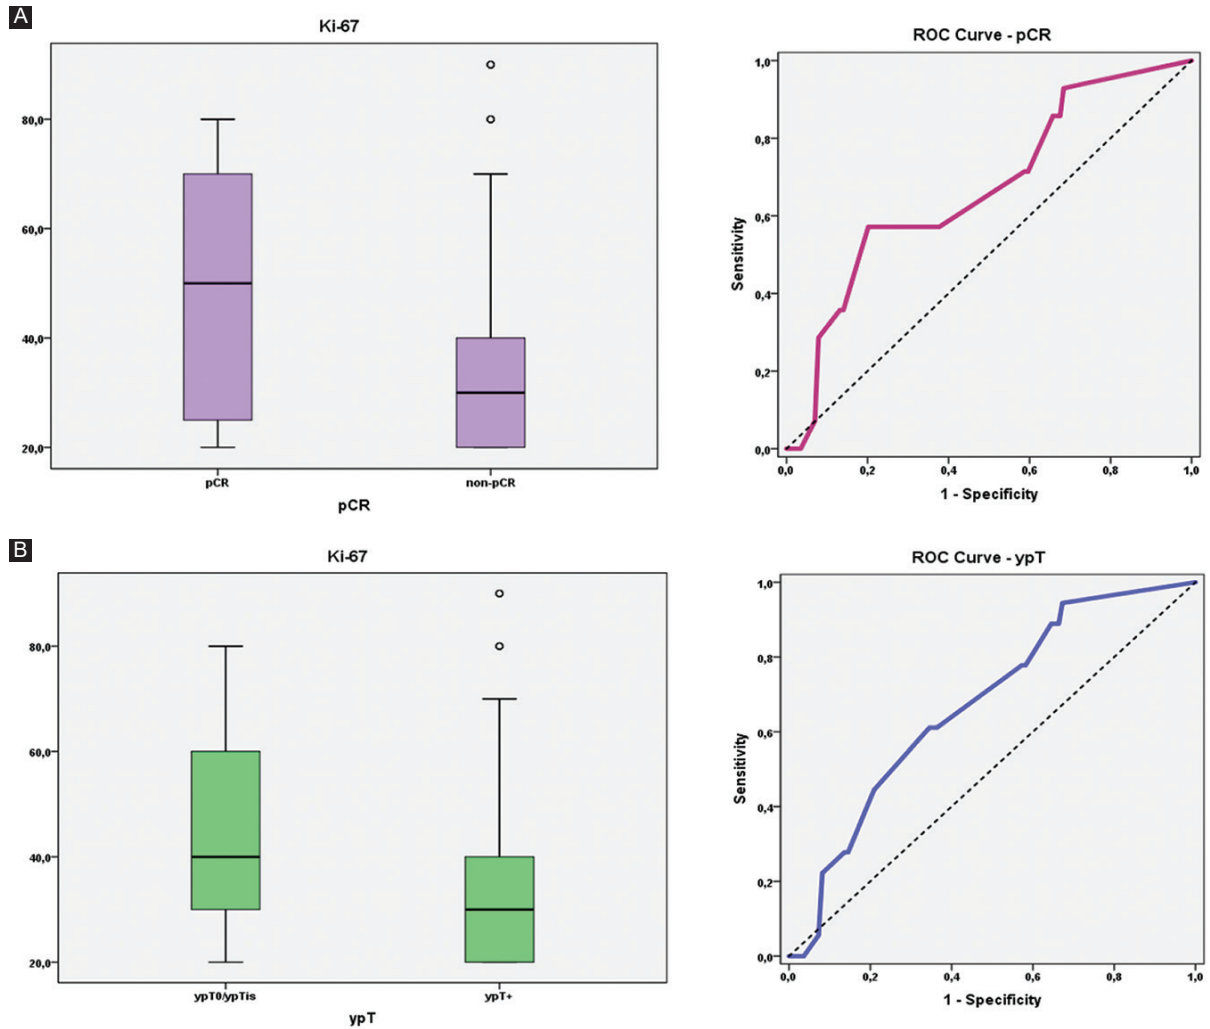 A
Ki-67
80,0
60,0
40,0
20,0
pCR
non-pCR
pCR
ROC Curve - pCR
Sensitivity
1,0
0,8
0,6
0,4
0,2
0,0
0,0
0,2
0,4
0,6
0,8
1,0
1 - Specificity
B
Ki-67
80,0
60,0
40,0
20,0
ypT0/ypTis
ypT+
ypT
ROC Curve - ypT
Sensitivity
1,0
0,8
0,6
0,4
0,2
0,0
0,0
0,2
0,4
0,6
0,8
1,0
1 - Specificity